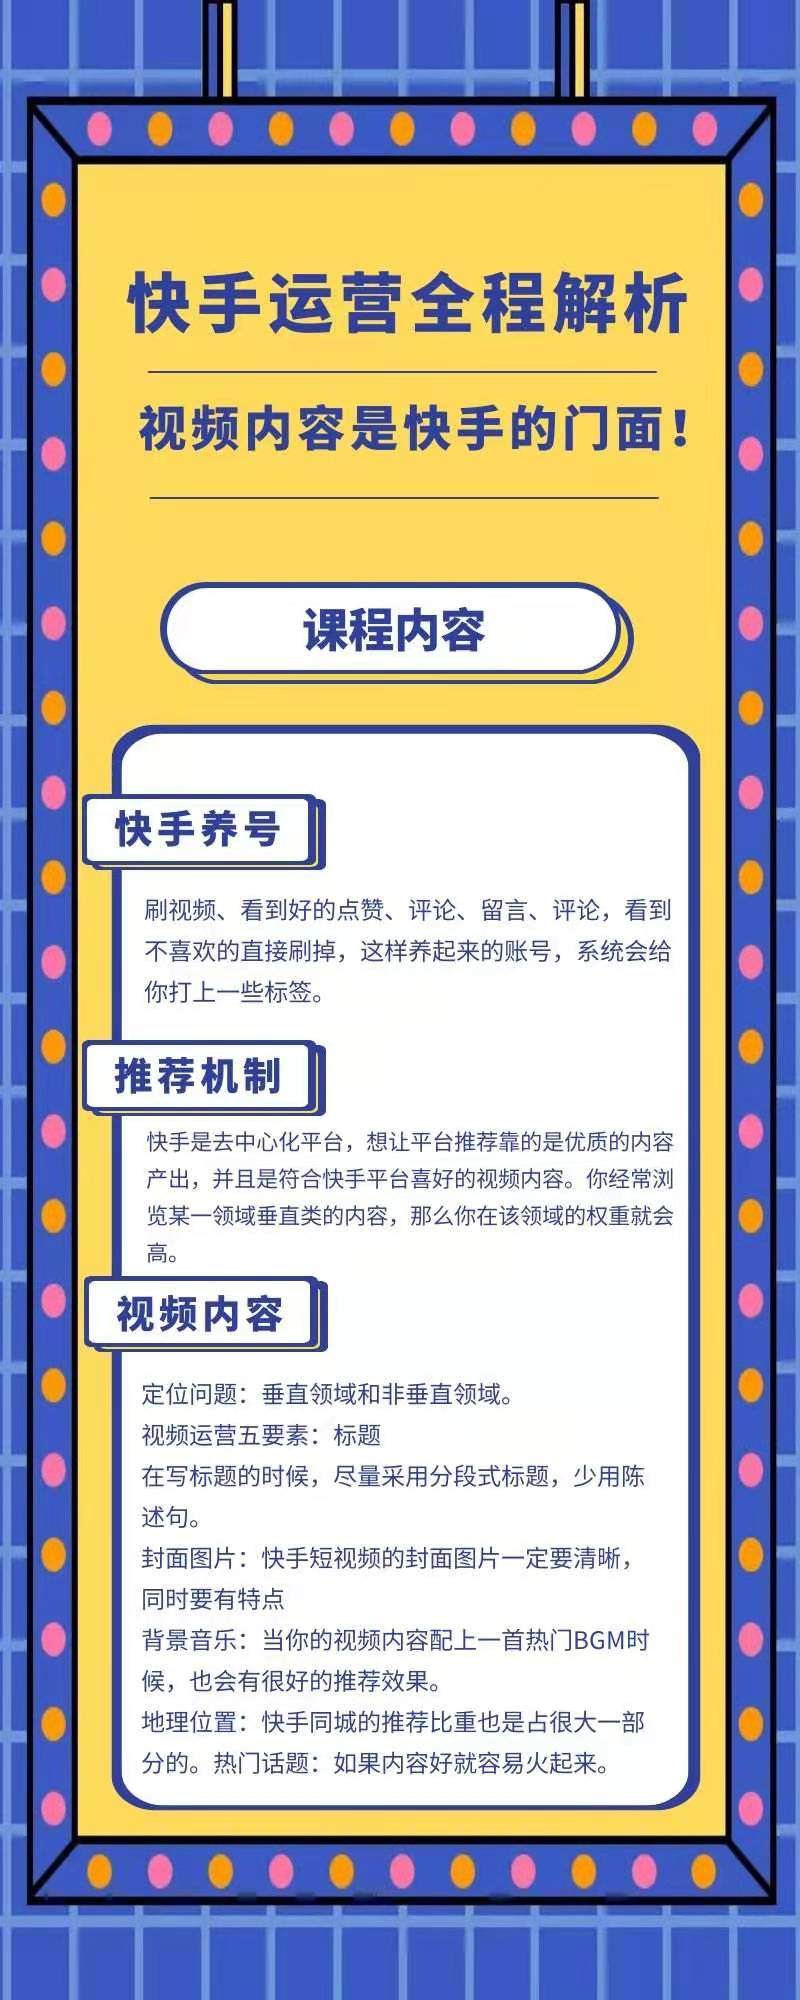 快手运营全程解析
视频内容是快手的门面！
课程内容
快手养号
刷视频、看到好的点赞、评论、留言、评论，看到
不喜欢的直接刷掉，这样养起来的账号，系统会给
你打上一些标签。
推荐机制
快手是去中心化平台，想让平台推荐靠的是优质的内容
产出，并且是符合快手平台喜好的视频内容。你经常浏
览某一领域垂直类的内容，那么你在该领域的权重就会
高。
视频内容
定位问题：垂直领域和非垂直领域。
视频运营五要素：标题
在写标题的时候，尽量采用分段式标题，少用陈
述句。
封面图片：快手短视频的封面图片一定要清晰，
同时要有特点
背景音乐：当你的视频内容配上一首热门BGM时
候，也会有很好的推荐效果。
地理位置：快手同城的推荐比重也是占很大一部
分的。热门话题：如果内容好就容易火起来。